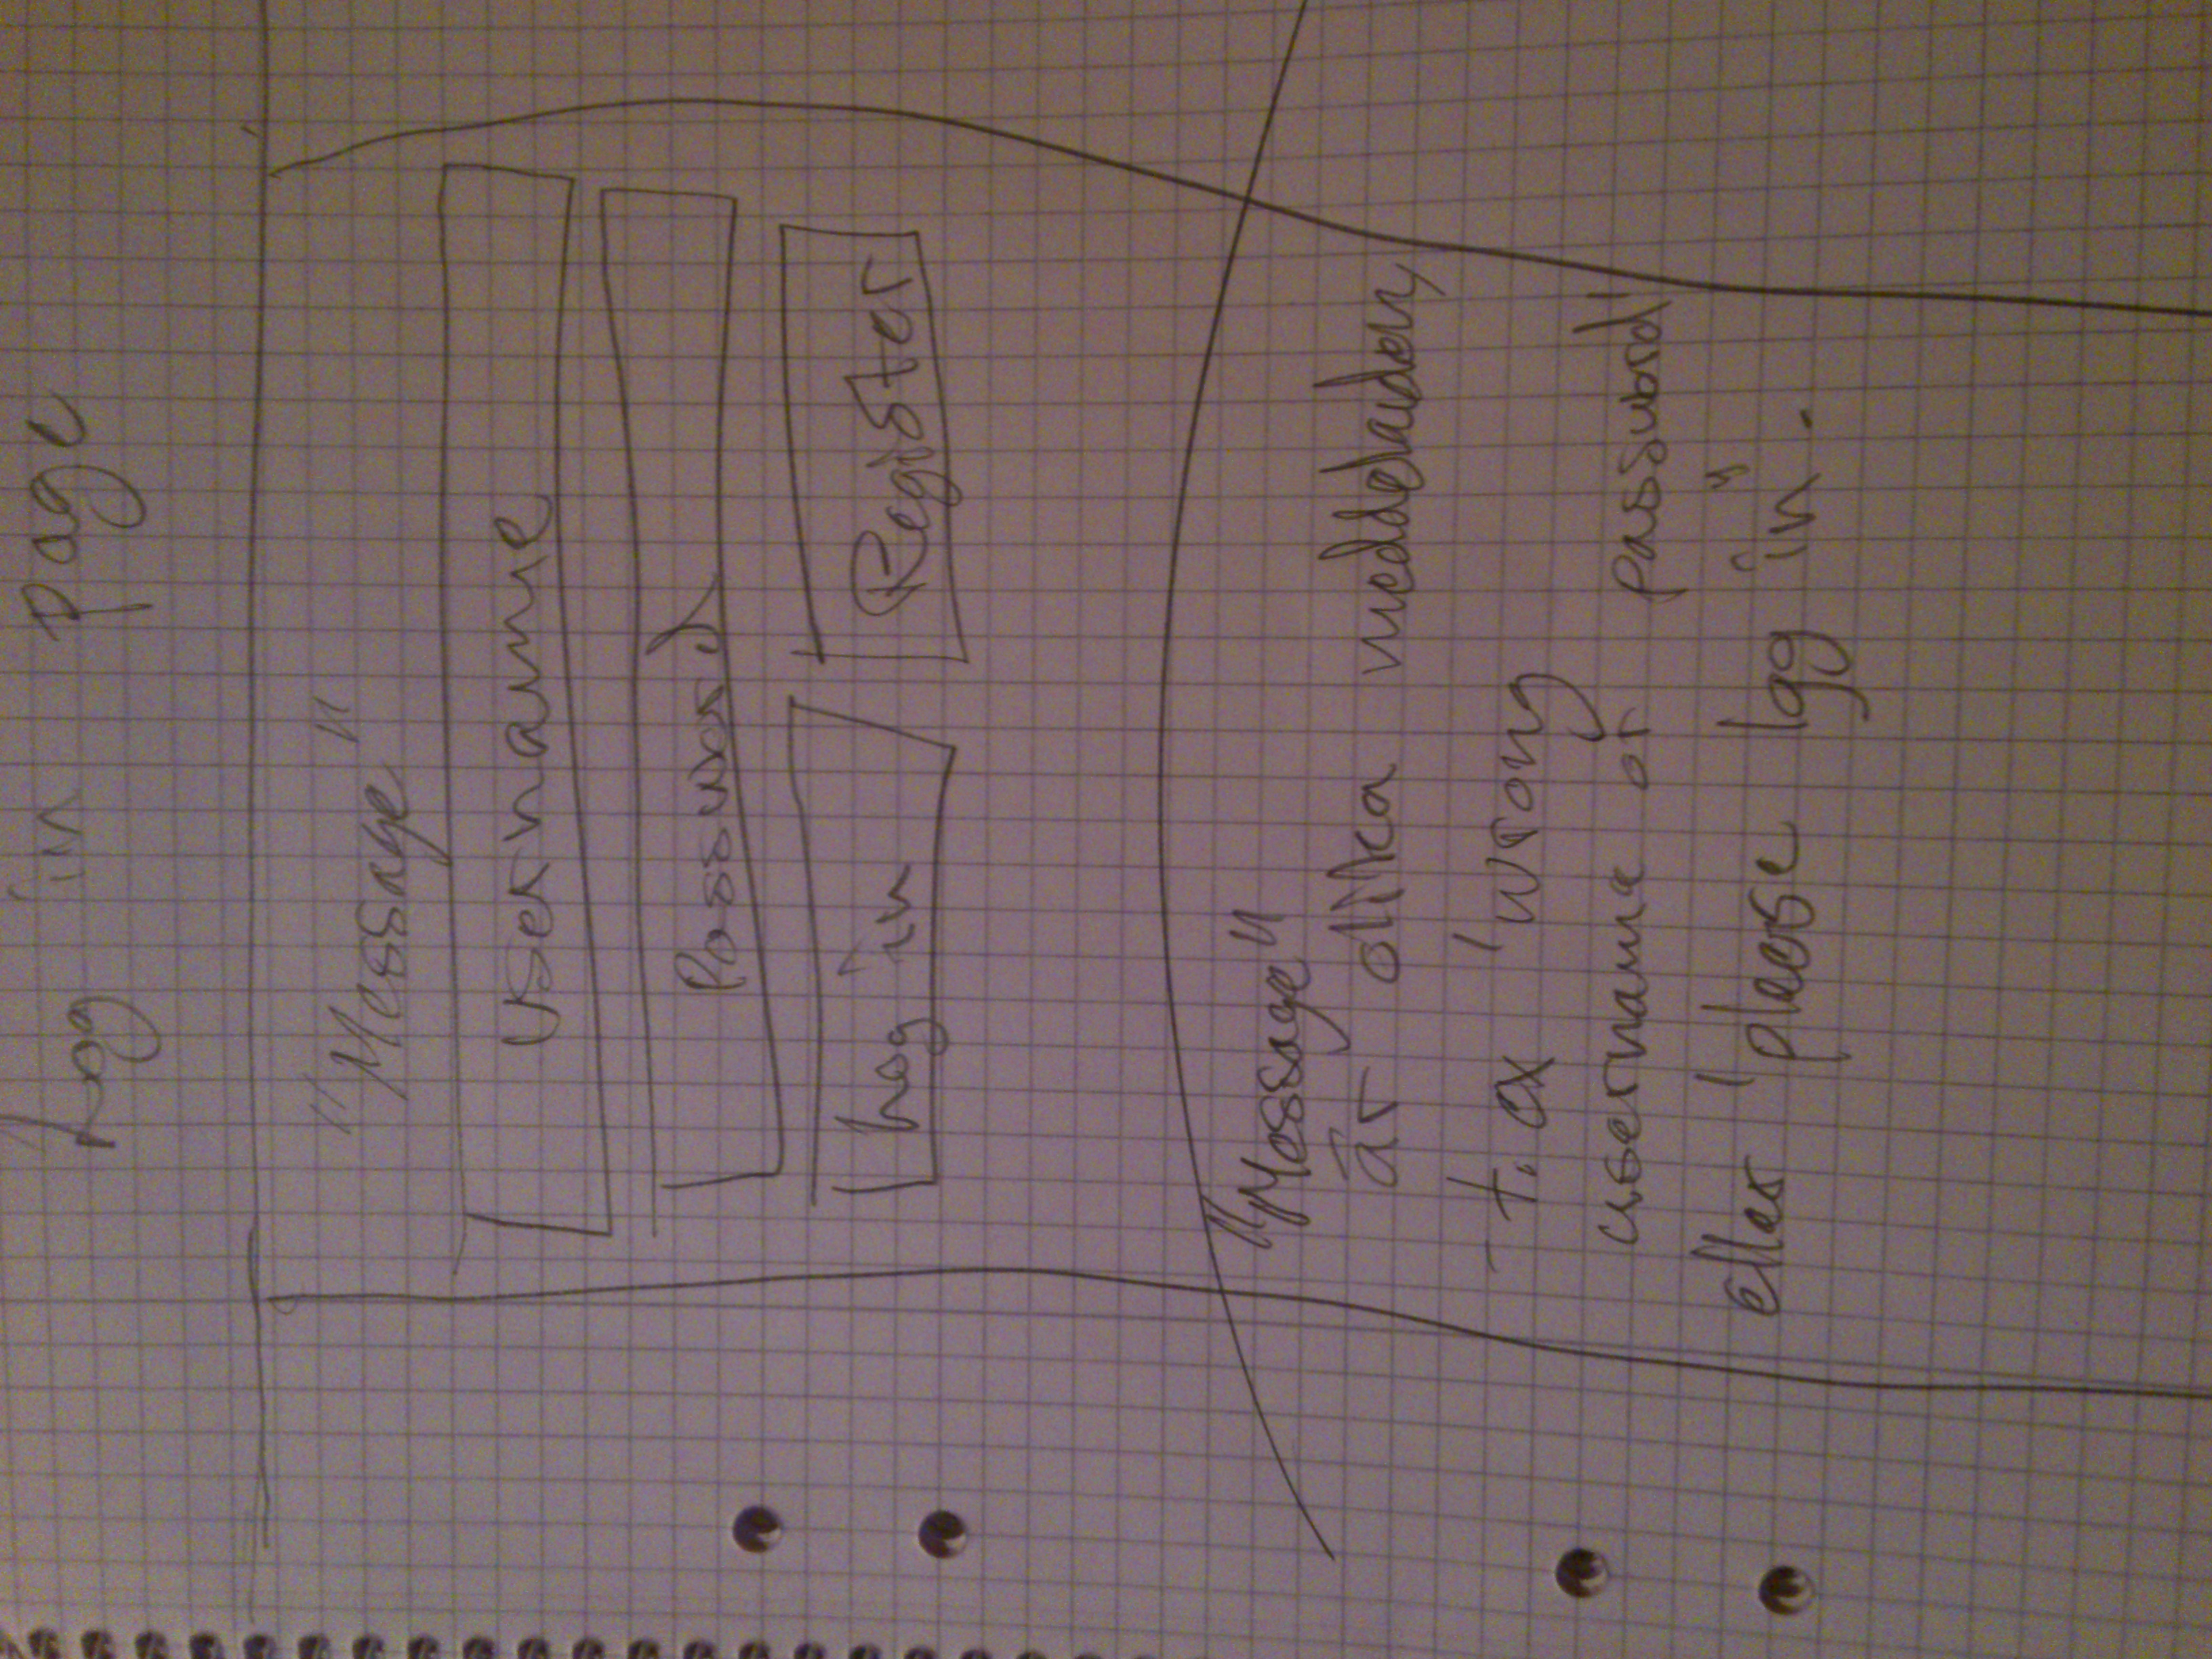 Log in page
"Message"
Username
Password
Log in Register
"Message"
är olika meddelanden,
t.ex 'wrong
username or password'
eller 'please log in".